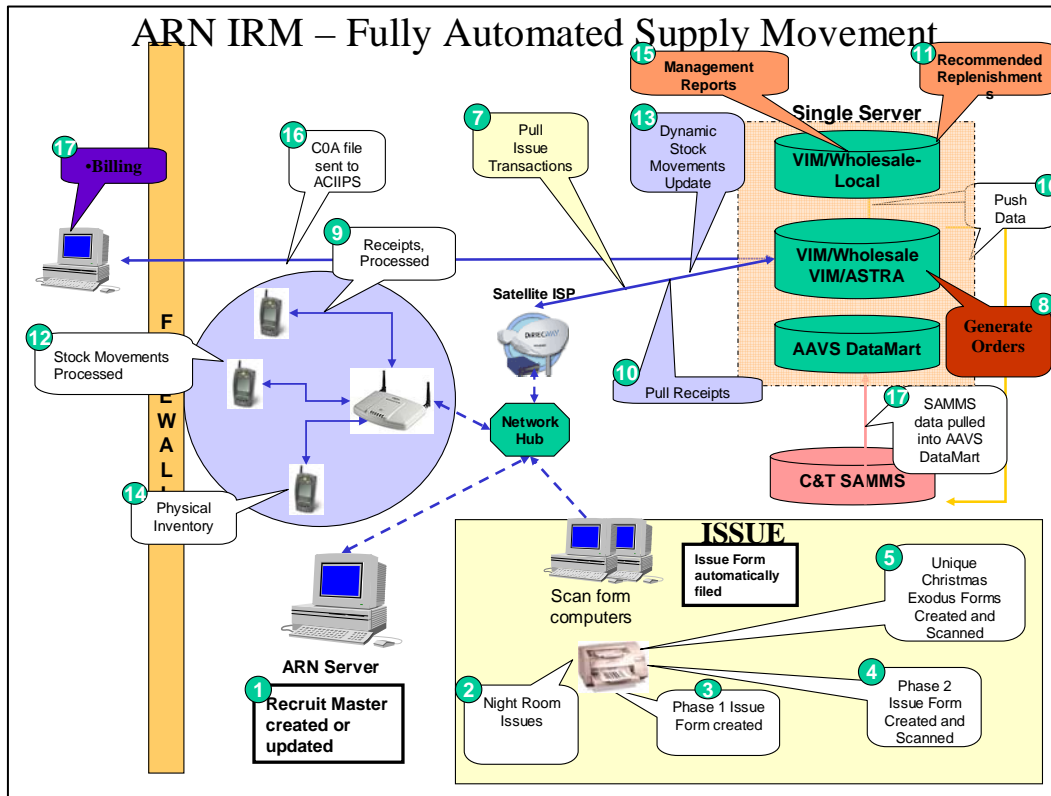 ARN IRM – Fully Automated Supply Movement
15
Management
Reports
11
Recommended
Replenishment
s
Single Server
17
•Billing
16
C0A file
sent to
ACIIPS
7
Pull
Issue
Transactions
13
Dynamic
Stock
Movements
Update
VIM/Wholesale-
Local
10
Push
Data
9
Receipts,
Processed
VIM/Wholesale
VIM/ASTRA
Satellite ISP
DIRECWAY
8
Generate
Orders
12
Stock Movements
Processed
F
E
W
A
L
L
AAVS DataMart
10
Pull Receipts
17
SAMMS
data pulled
into AAVS
DataMart
Network
Hub
C&T SAMMS
14
Physical
Inventory
ISSUE
Issue Form
automatically
filed
Scan form
computers
5
Unique
Christmas
Exodus Forms
Created and
Scanned
ARN Server
1
Recruit Master
created or
updated
2
Night Room
Issues
3
Phase 1 Issue
Form created
4
Phase 2
Issue Form
Created and
Scanned